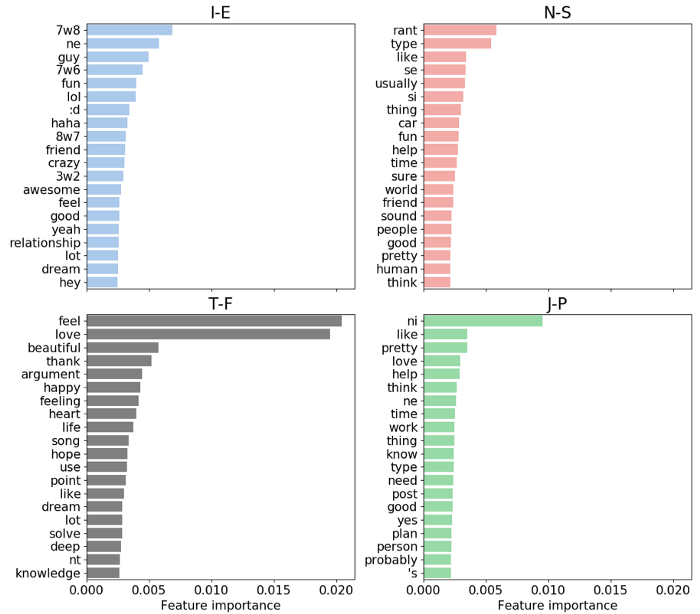 I-E
7w8
ne
guy
7w6
fun
lol
:d
haha
8w7
friend
crazy
3w2
awesome
feel
good
yeah
relationship
lot
dream
hey
N-S
rant
type
like
se
usually
si
thing
car
fun
help
time
sure
world
friend
sound
people
good
pretty
human
think
T-F
feel
love
beautiful
thank
argument
happy
feeling
heart
life
song
hope
use
point
like
dream
lot
solve
deep
nt
knowledge
0.000 0.005 0.010 0.015 0.020
Feature importance
J-P
ni
like
pretty
love
help
think
ne
time
work
thing
know
type
need
post
good
yes
plan
person
probably
's
0.000 0.005 0.010 0.015 0.020
Feature importance